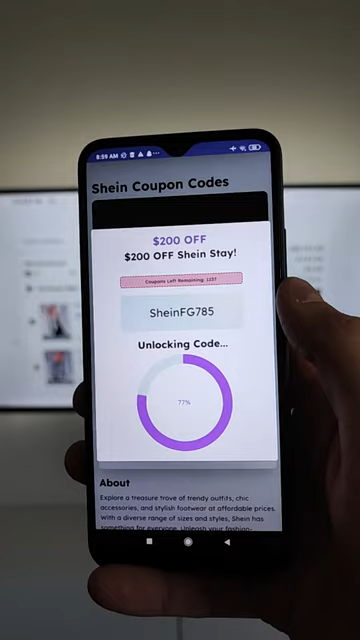 8:59 AM
Shein Coupon Codes
$200 OFF
$200 OFF Shein Stay!
Coupons Left Remaining: 1237
SheinFG785
Unlocking Code...
77%
About
Explore a treasure trove of trendy outfits, chic
accessories, and stylish footwear at affordable prices.
With a diverse range of sizes and styles, Shein has
something for everyone. Unleash your fashion-